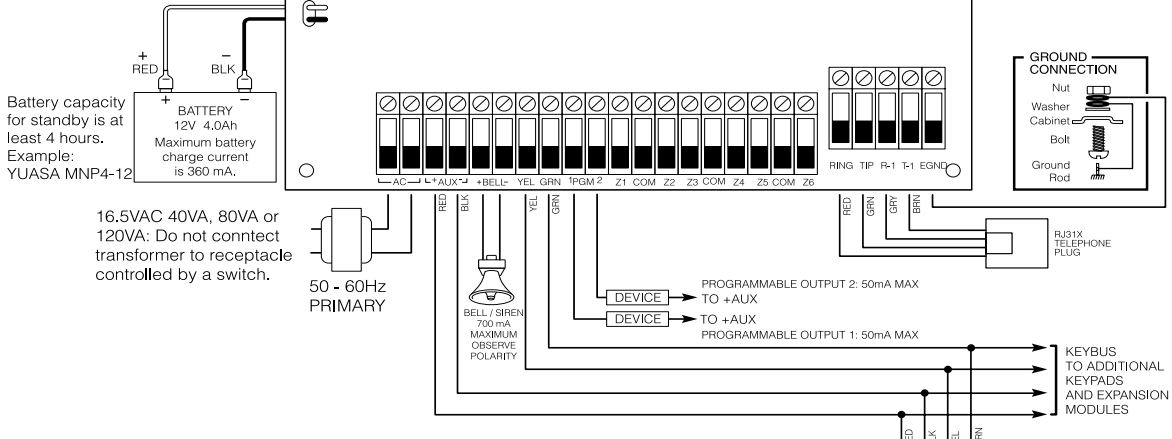 + –
RED BLK
+ –
BATTERY
12V 4.0Ah
Maximum battery
charge current
is 360 mA.
Battery capacity
for standby is at
least 4 hours.
Example:
YUASA MNP4-12
AC +AUX- +BELL- YEL GRN 1PGM 2 Z1 COM Z2 Z3 COM Z4 Z5 COM Z6
RING TIP R-1 T-1 EGND
GROUND
CONNECTION
Nut
Washer
Cabinet
Bolt
Ground
Rod
RED BLK YEL GRN
RED GRN GRY BRN
16.5VAC 40VA, 80VA or
120VA: Do not conntect
transformer to receptacle
controlled by a switch.
50 - 60Hz
PRIMARY
BELL / SIREN
700 mA
MAXIMUM
OBSERVE
POLARITY
RJ31X
TELEPHONE
PLUG
PROGRAMMABLE OUTPUT 2: 50mA MAX
DEVICE TO +AUX
DEVICE TO +AUX
PROGRAMMABLE OUTPUT 1: 50mA MAX
KEYBUS
TO ADDITIONAL
KEYPADS
AND EXPANSION
MODULES